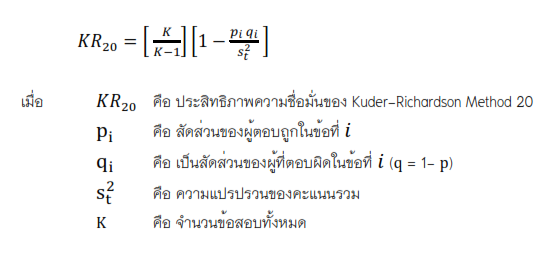 KR₂₀ = [K/(K−1)][1 − pᵢ qᵢ/sₜ²]
เมื่อ KR₂₀ คือ ประสิทธิภาพความชื่อมั่นของ Kuder–Richardson Method 20
pᵢ คือ สัดส่วนของผู้ตอบถูกในข้อที่ i
qᵢ คือ เป็นสัดส่วนของผู้ที่ตอบผิดในข้อที่ i (q = 1– p)
sₜ² คือ ความแปรปรวนของคะแนนรวม
K คือ จำนวนข้อสอบทั้งหมด